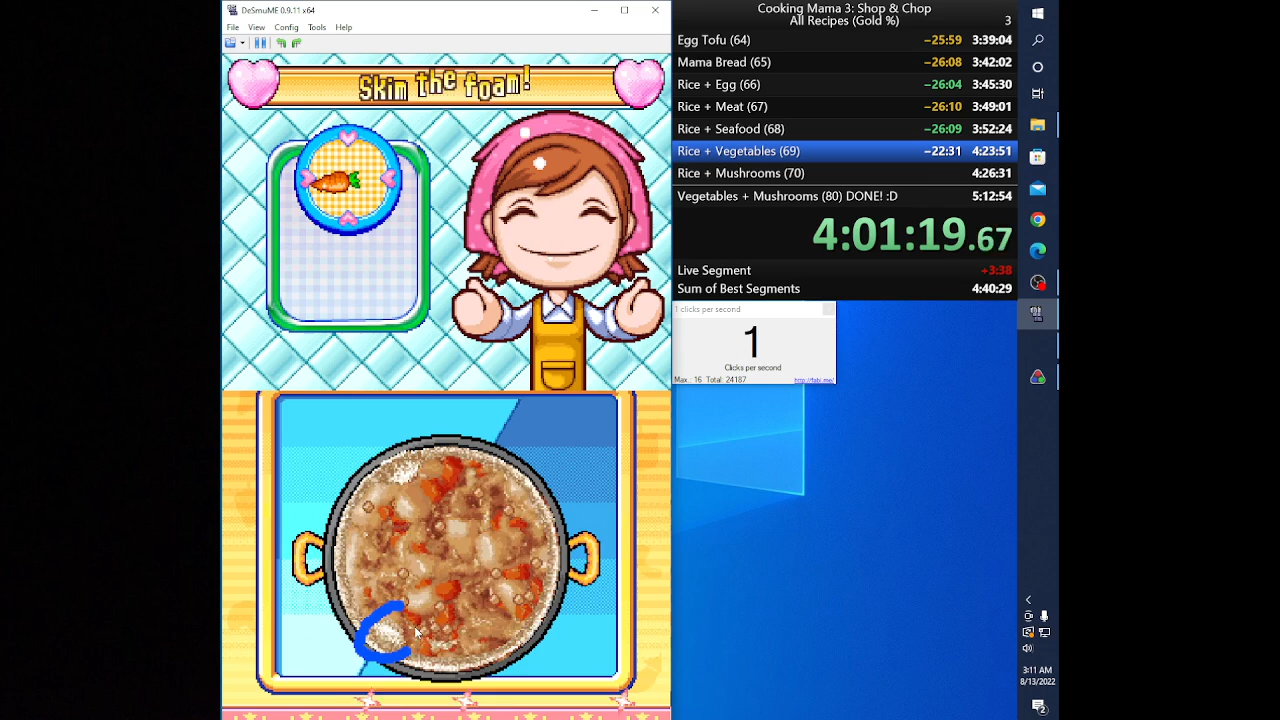 DeSmuME 0.9.11 x64
File View Config Tools Help
Skim the foam!
Cooking Mama 3: Shop & Chop
All Recipes (Gold %) 3
Egg Tofu (64) −25:59 3:39:04
Mama Bread (65) −26:08 3:42:02
Rice + Egg (66) −26:04 3:45:30
Rice + Meat (67) −26:10 3:49:01
Rice + Seafood (68) −26:09 3:52:24
Rice + Vegetables (69) −22:31 4:23:51
Rice + Mushrooms (70) 4:26:31
Vegetables + Mushrooms (80) DONE! :D 5:12:54
4:01:19.67
Live Segment +3:38
Sum of Best Segments 4:40:29
1 clicks per second
1
Clicks per second
Max.: 16 Total: 24187 http://fabi.me/
3:11 AM
8/13/2022
2